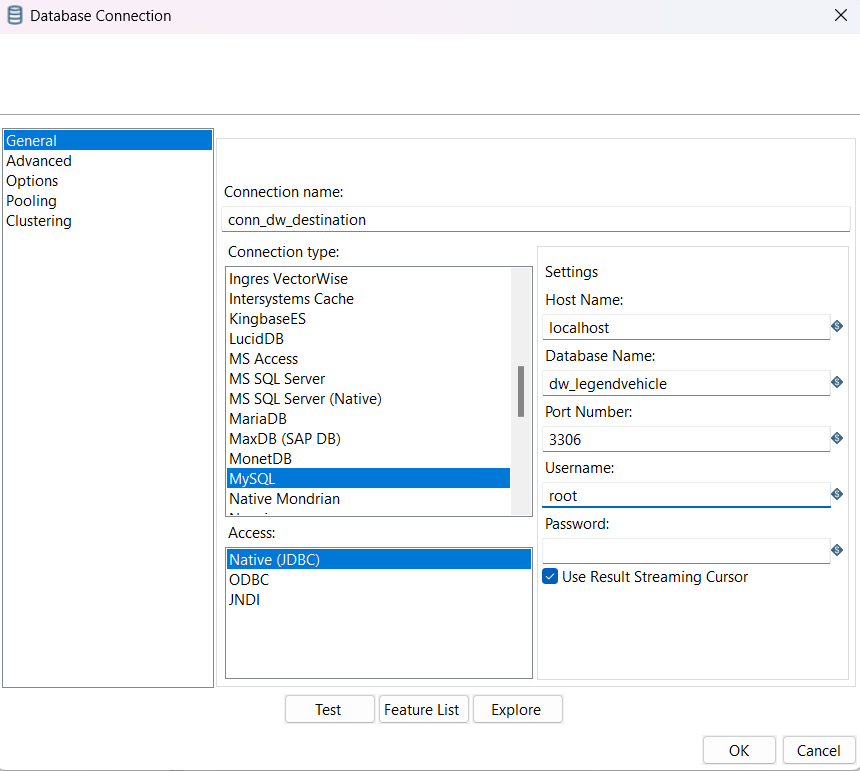 Database Connection
General
Advanced
Options
Pooling
Clustering
Connection name:
conn_dw_destination
Connection type:
Ingres VectorWise
Intersystems Cache
KingbaseES
LucidDB
MS Access
MS SQL Server
MS SQL Server (Native)
MariaDB
MaxDB (SAP DB)
MonetDB
MySQL
Native Mondrian
Access:
Native (JDBC)
ODBC
JNDI
Settings
Host Name:
localhost
Database Name:
dw_legendvehicle
Port Number:
3306
Username:
root
Password:
Use Result Streaming Cursor
Test
Feature List
Explore
OK
Cancel